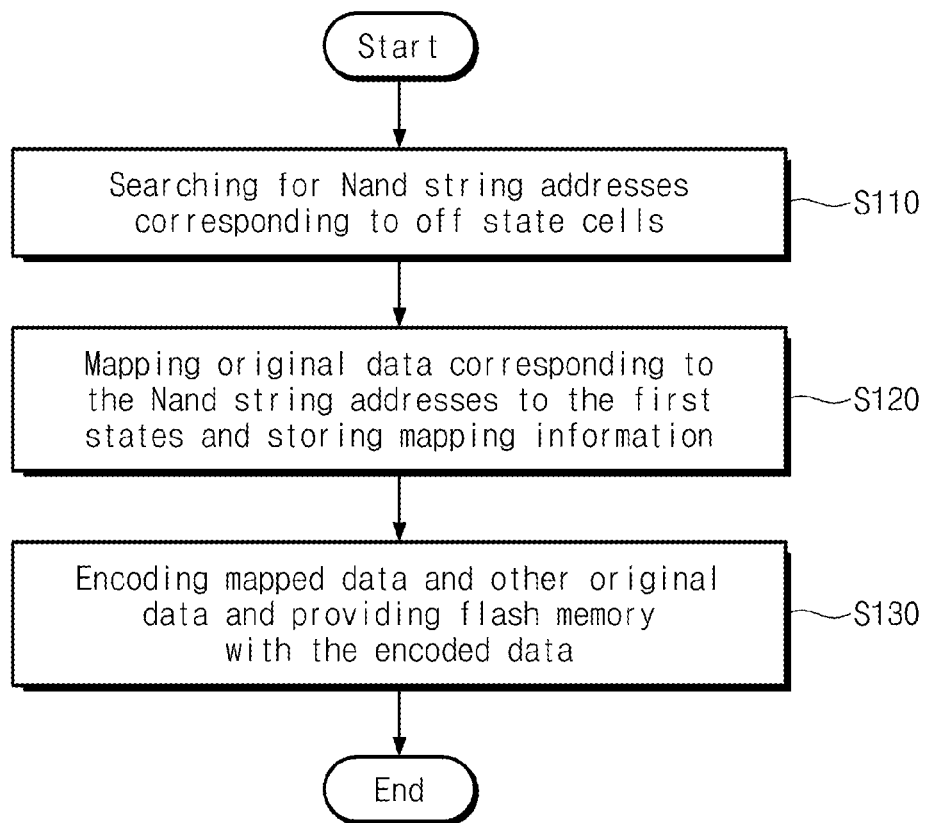 Start
Searching for Nand string addresses
corresponding to off state cells
S110
Mapping original data corresponding to
the Nand string addresses to the first
states and storing mapping information
S120
Encoding mapped data and other original
data and providing flash memory
with the encoded data
S130
End